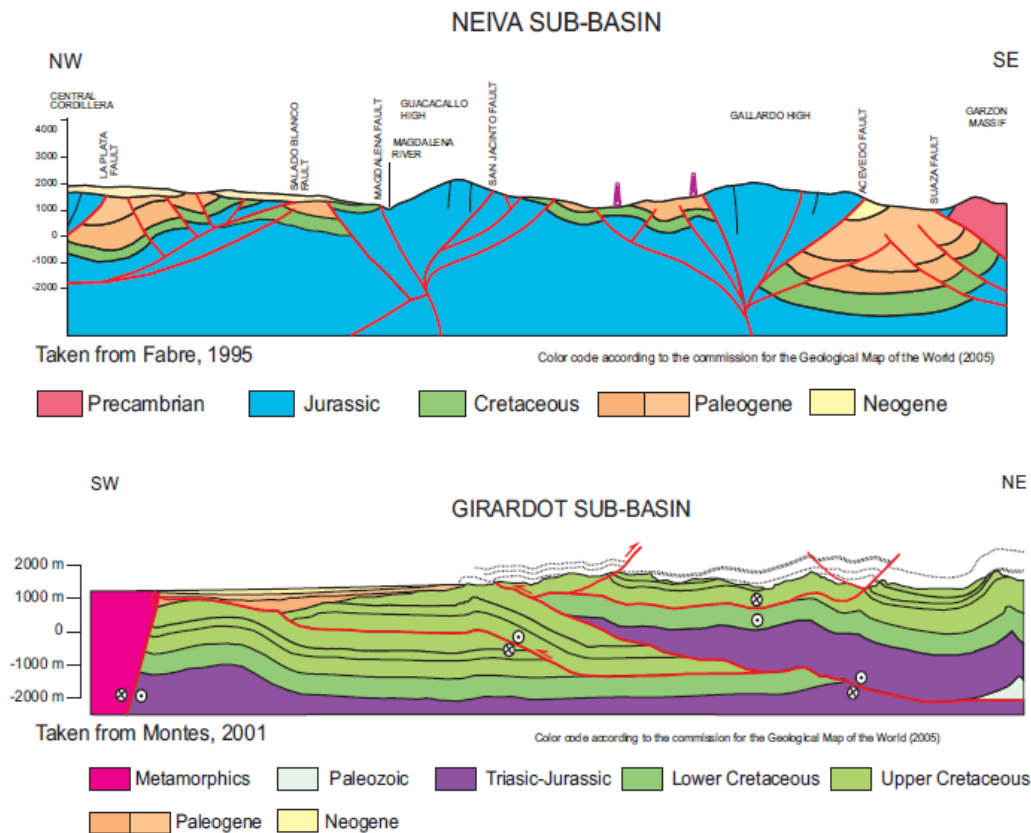 NEIVA SUB-BASIN
NW
SE
CENTRAL
CORDILLERA
LA PLATA
FAULT
SALADO BLANCO
FAULT
MAGDALENA FAULT
GUACACALLO
HIGH
MAGDALENA
RIVER
SAN JACINTO FAULT
GALLARDO HIGH
ACEVEDO FAULT
SUAZA FAULT
GARZON
MASSIF
4000
3000
2000
1000
0
-1000
-2000
Taken from Fabre, 1995
Color code according to the commission for the Geological Map of the World (2005)
Precambrian
Jurassic
Cretaceous
Paleogene
Neogene
SW
NE
GIRARDOT SUB-BASIN
2000 m
1000 m
0
-1000 m
-2000 m
Taken from Montes, 2001
Color code according to the commission for the Geological Map of the World (2005)
Metamorphics
Paleozoic
Triasic-Jurassic
Lower Cretaceous
Upper Cretaceous
Paleogene
Neogene